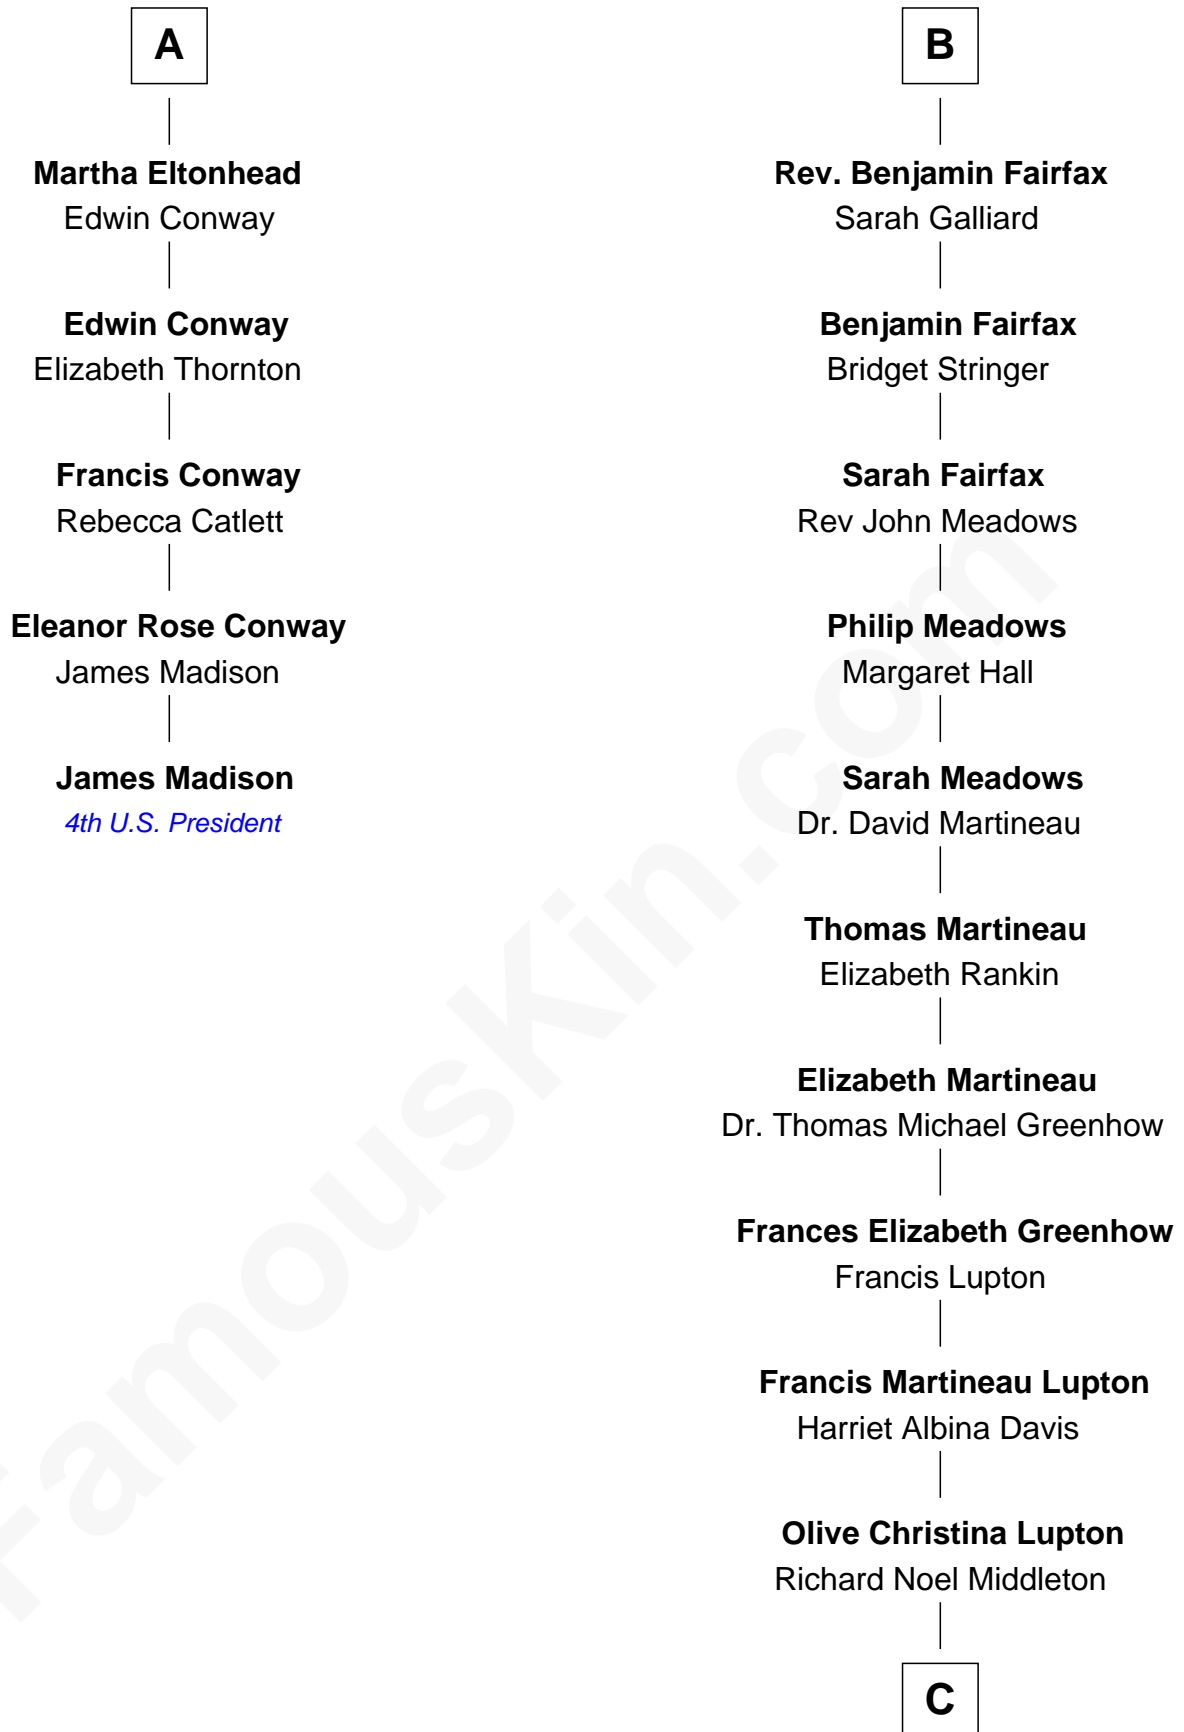 A
Martha Eltonhead
Edwin Conway
Edwin Conway
Elizabeth Thornton
Francis Conway
Rebecca Catlett
Eleanor Rose Conway
James Madison
James Madison
4th U.S. President
B
Rev. Benjamin Fairfax
Sarah Galliard
Benjamin Fairfax
Bridget Stringer
Sarah Fairfax
Rev John Meadows
Philip Meadows
Margaret Hall
Sarah Meadows
Dr. David Martineau
Thomas Martineau
Elizabeth Rankin
Elizabeth Martineau
Dr. Thomas Michael Greenhow
Frances Elizabeth Greenhow
Francis Lupton
Francis Martineau Lupton
Harriet Albina Davis
Olive Christina Lupton
Richard Noel Middleton
C
FamousKin.com